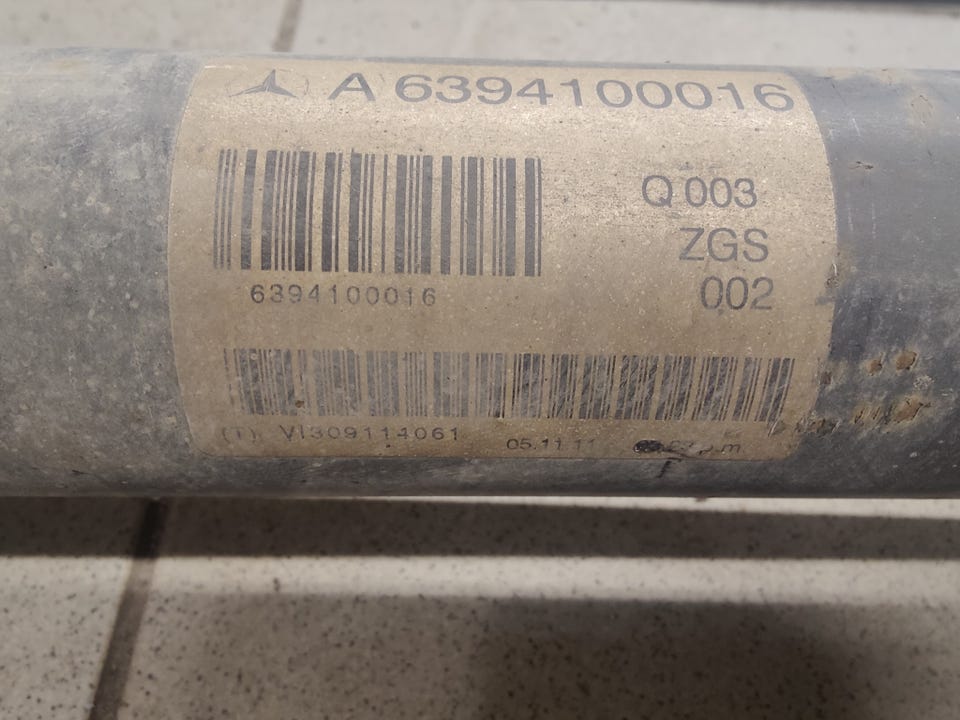 A 6394100016
Q 003
ZGS
002
6394100016
(T) VI309114061 05.11.11